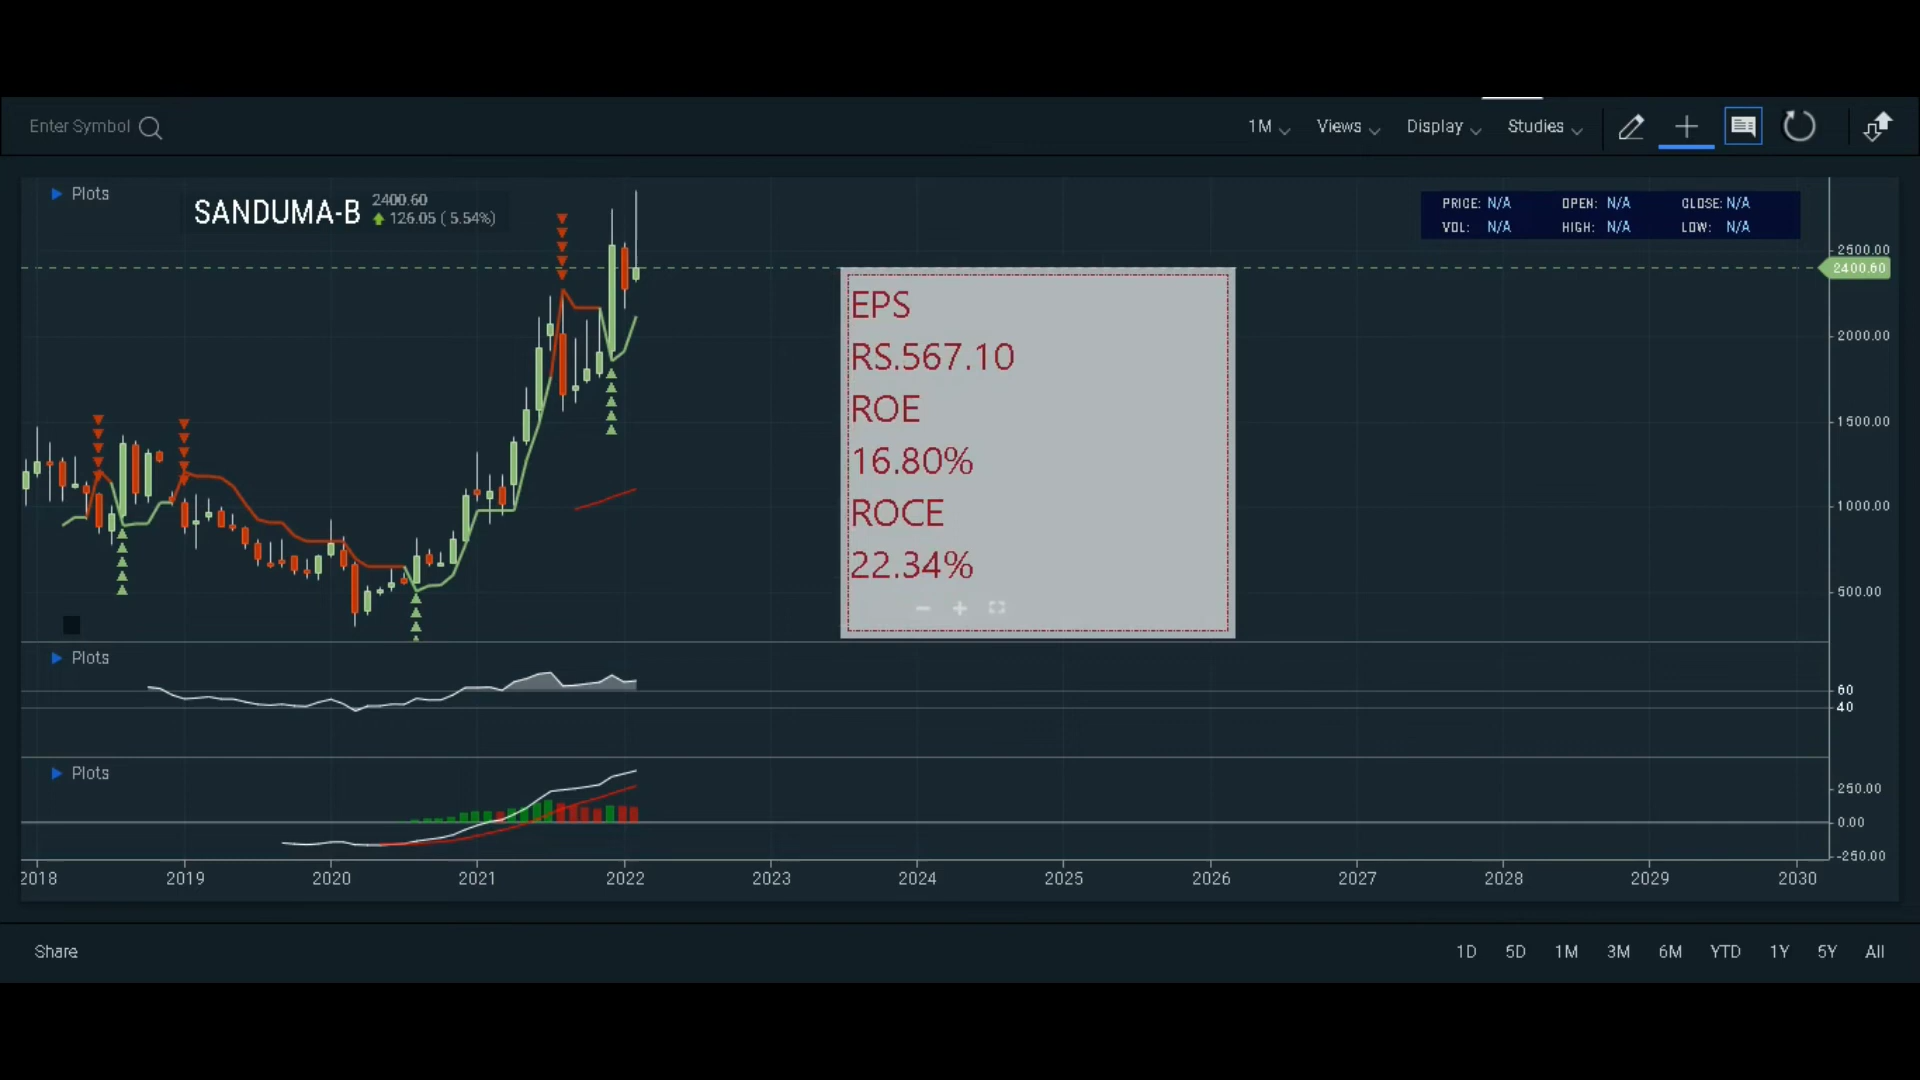 Enter Symbol
1M Views Display Studies
Plots
SANDUMA-B 2400.60
126.05 ( 5.54%)
PRICE: N/A OPEN: N/A CLOSE: N/A
VOL: N/A HIGH: N/A LOW: N/A
2500.00
2400.60
2000.00
1500.00
1000.00
500.00
EPS
RS.567.10
ROE
16.80%
ROCE
22.34%
Plots
60
40
Plots
250.00
0.00
-250.00
2018 2019 2020 2021 2022 2023 2024 2025 2026 2027 2028 2029 2030
Share
1D 5D 1M 3M 6M YTD 1Y 5Y All